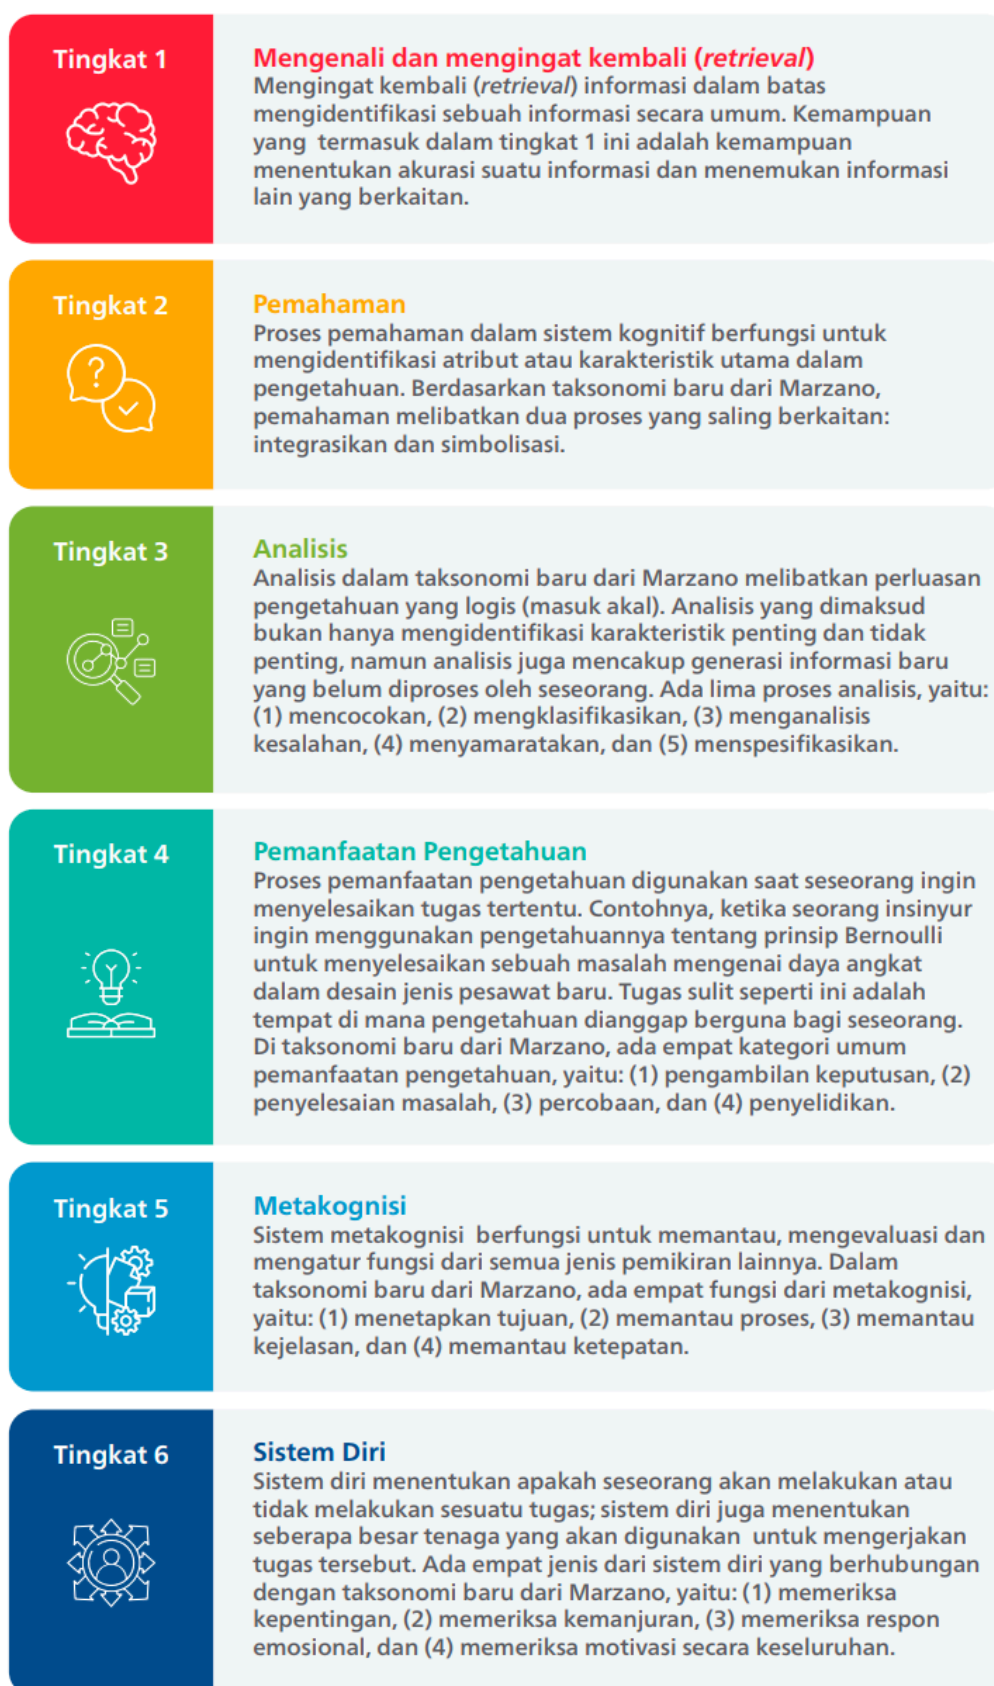 Tingkat 1
Mengenali dan mengingat kembali (retrieval)
Mengingat kembali (retrieval) informasi dalam batas
mengidentifikasi sebuah informasi secara umum. Kemampuan
yang termasuk dalam tingkat 1 ini adalah kemampuan
menentukan akurasi suatu informasi dan menemukan informasi
lain yang berkaitan.
Tingkat 2
Pemahaman
Proses pemahaman dalam sistem kognitif berfungsi untuk
mengidentifikasi atribut atau karakteristik utama dalam
pengetahuan. Berdasarkan taksonomi baru dari Marzano,
pemahaman melibatkan dua proses yang saling berkaitan:
integrasikan dan simbolisasi.
Tingkat 3
Analisis
Analisis dalam taksonomi baru dari Marzano melibatkan perluasan
pengetahuan yang logis (masuk akal). Analisis yang dimaksud
bukan hanya mengidentifikasi karakteristik penting dan tidak
penting, namun analisis juga mencakup generasi informasi baru
yang belum diproses oleh seseorang. Ada lima proses analisis, yaitu:
(1) mencocokan, (2) mengklasifikasikan, (3) menganalisis
kesalahan, (4) menyamaratakan, dan (5) menspesifikasikan.
Tingkat 4
Pemanfaatan Pengetahuan
Proses pemanfaatan pengetahuan digunakan saat seseorang ingin
menyelesaikan tugas tertentu. Contohnya, ketika seorang insinyur
ingin menggunakan pengetahuannya tentang prinsip Bernoulli
untuk menyelesaikan sebuah masalah mengenai daya angkat
dalam desain jenis pesawat baru. Tugas sulit seperti ini adalah
tempat di mana pengetahuan dianggap berguna bagi seseorang.
Di taksonomi baru dari Marzano, ada empat kategori umum
pemanfaatan pengetahuan, yaitu: (1) pengambilan keputusan, (2)
penyelesaian masalah, (3) percobaan, dan (4) penyelidikan.
Tingkat 5
Metakognisi
Sistem metakognisi berfungsi untuk memantau, mengevaluasi dan
mengatur fungsi dari semua jenis pemikiran lainnya. Dalam
taksonomi baru dari Marzano, ada empat fungsi dari metakognisi,
yaitu: (1) menetapkan tujuan, (2) memantau proses, (3) memantau
kejelasan, dan (4) memantau ketepatan.
Tingkat 6
Sistem Diri
Sistem diri menentukan apakah seseorang akan melakukan atau
tidak melakukan sesuatu tugas; sistem diri juga menentukan
seberapa besar tenaga yang akan digunakan untuk mengerjakan
tugas tersebut. Ada empat jenis dari sistem diri yang berhubungan
dengan taksonomi baru dari Marzano, yaitu: (1) memeriksa
kepentingan, (2) memeriksa kemanjuran, (3) memeriksa respon
emosional, dan (4) memeriksa motivasi secara keseluruhan.